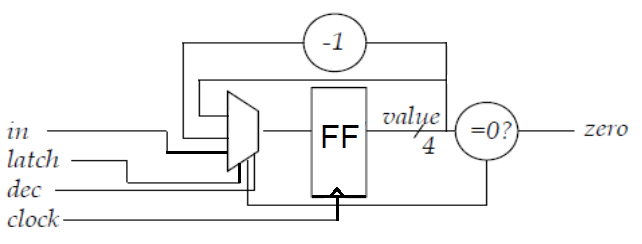 -1
in
latch
dec
clock
FF
value
4
=0?
zero